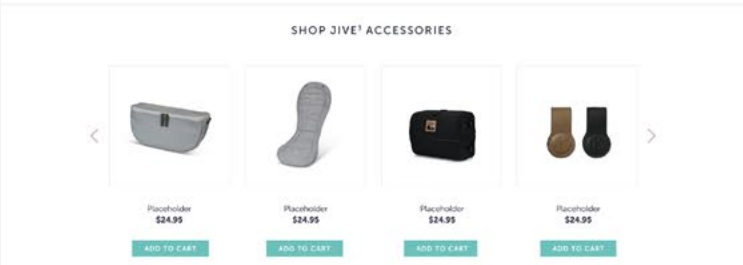 SHOP JIVE³ ACCESSORIES
Placeholder Placeholder Placeholder Placeholder
$24.95 $24.95 $24.95 $24.95
ADD TO CART ADD TO CART ADD TO CART ADD TO CART